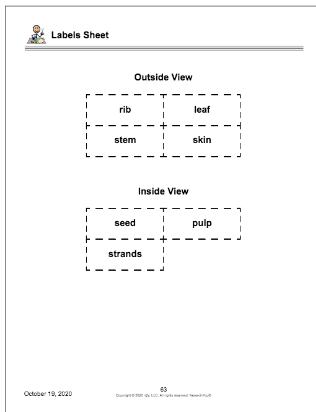 Labels Sheet
Outside View
rib leaf
stem skin
Inside View
seed pulp
strands
63
October 19, 2020